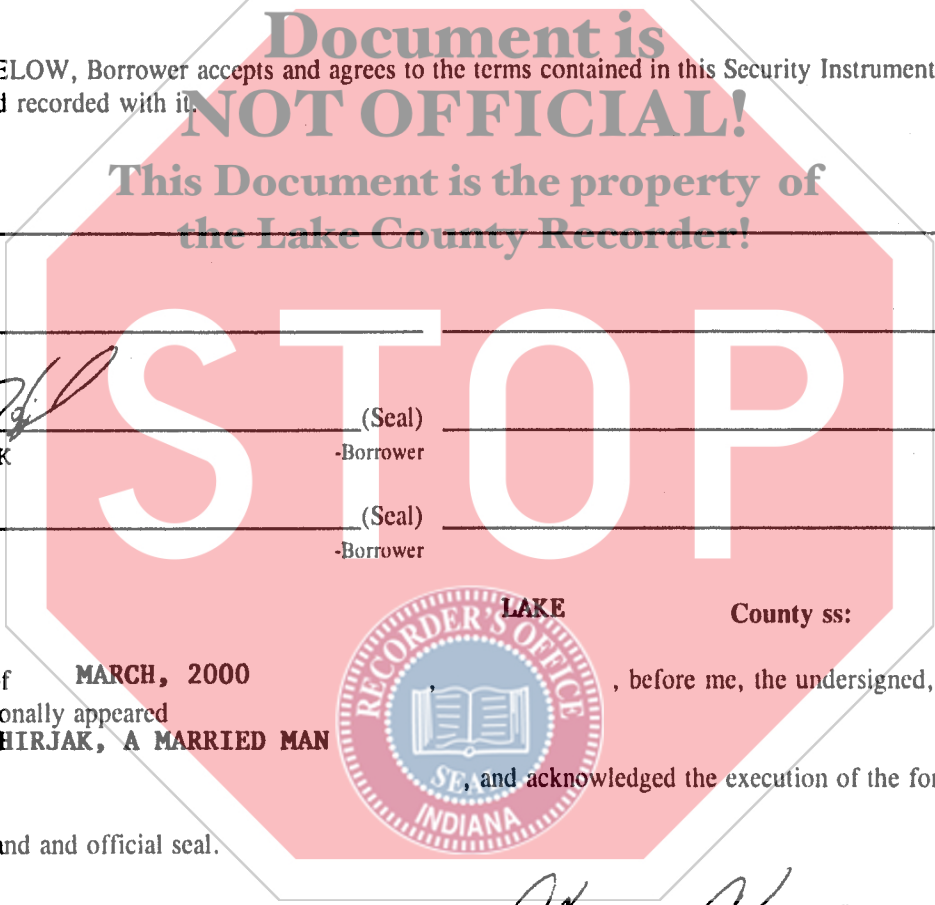 Document is
ELOW, Borrower accepts and agrees to the terms contained in this Security Instrument
d recorded with it.
NOT OFFICIAL!
This Document is the property of
the Lake County Recorder!
STOP
(Seal)
K
-Borrower
(Seal)
-Borrower
LAKE County ss:
RECORDER'S OFFICE
f MARCH, 2000 , , before me, the undersigned,
onally appeared
HIRJAK, A MARRIED MAN
SEAL
, and acknowledged the execution of the for
INDIANA
and and official seal.